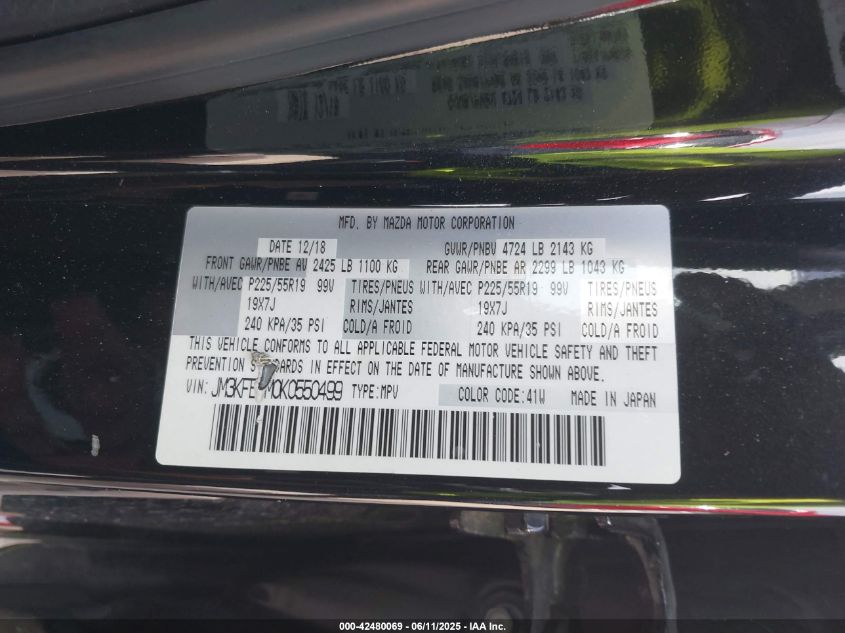 MFD. BY MAZDA MOTOR CORPORATION
DATE 12/18 GVWR/PNBV 4724 LB 2143 KG
FRONT GAWR/PNBE AV 2425 LB 1100 KG REAR GAWR/PNBE AR 2299 LB 1043 KG
WITH/AVEC P225/55R19 99V TIRES/PNEUS WITH/AVEC P225/55R19 99V TIRES/PNEUS
19X7J RIMS/JANTES 19X7J RIMS/JANTES
240 KPA/35 PSI COLD/A FROID 240 KPA/35 PSI COLD/A FROID
THIS VEHICLE CONFORMS TO ALL APPLICABLE FEDERAL MOTOR VEHICLE SAFETY AND THEFT
PREVENTION IN EFFECT ON THE DATE OF MANUFACTURE SHOWN ABOVE.
VIN: TYPE:MPV COLOR CODE:41W MADE IN JAPAN
000-42480069 - 06/11/2025 - IAA Inc.